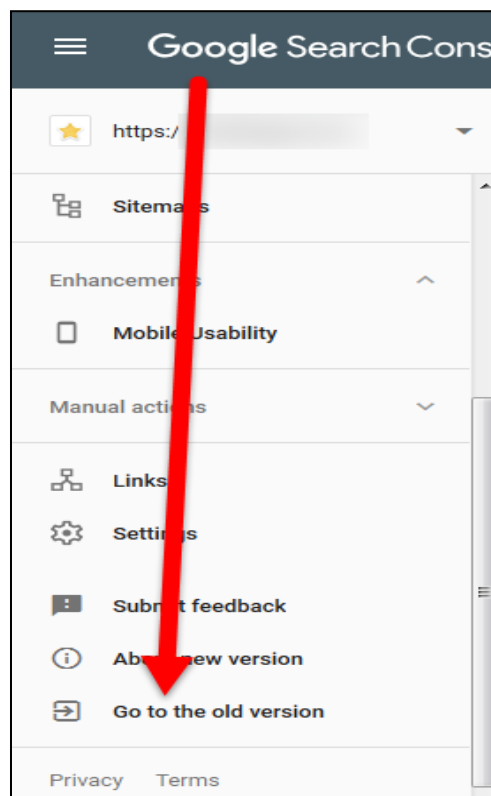 Google Search Cons
https:/
Sitemaps
Enhancements
Mobile Usability
Manual actions
Links
Settings
Submit feedback
About new version
Go to the old version
Privacy Terms